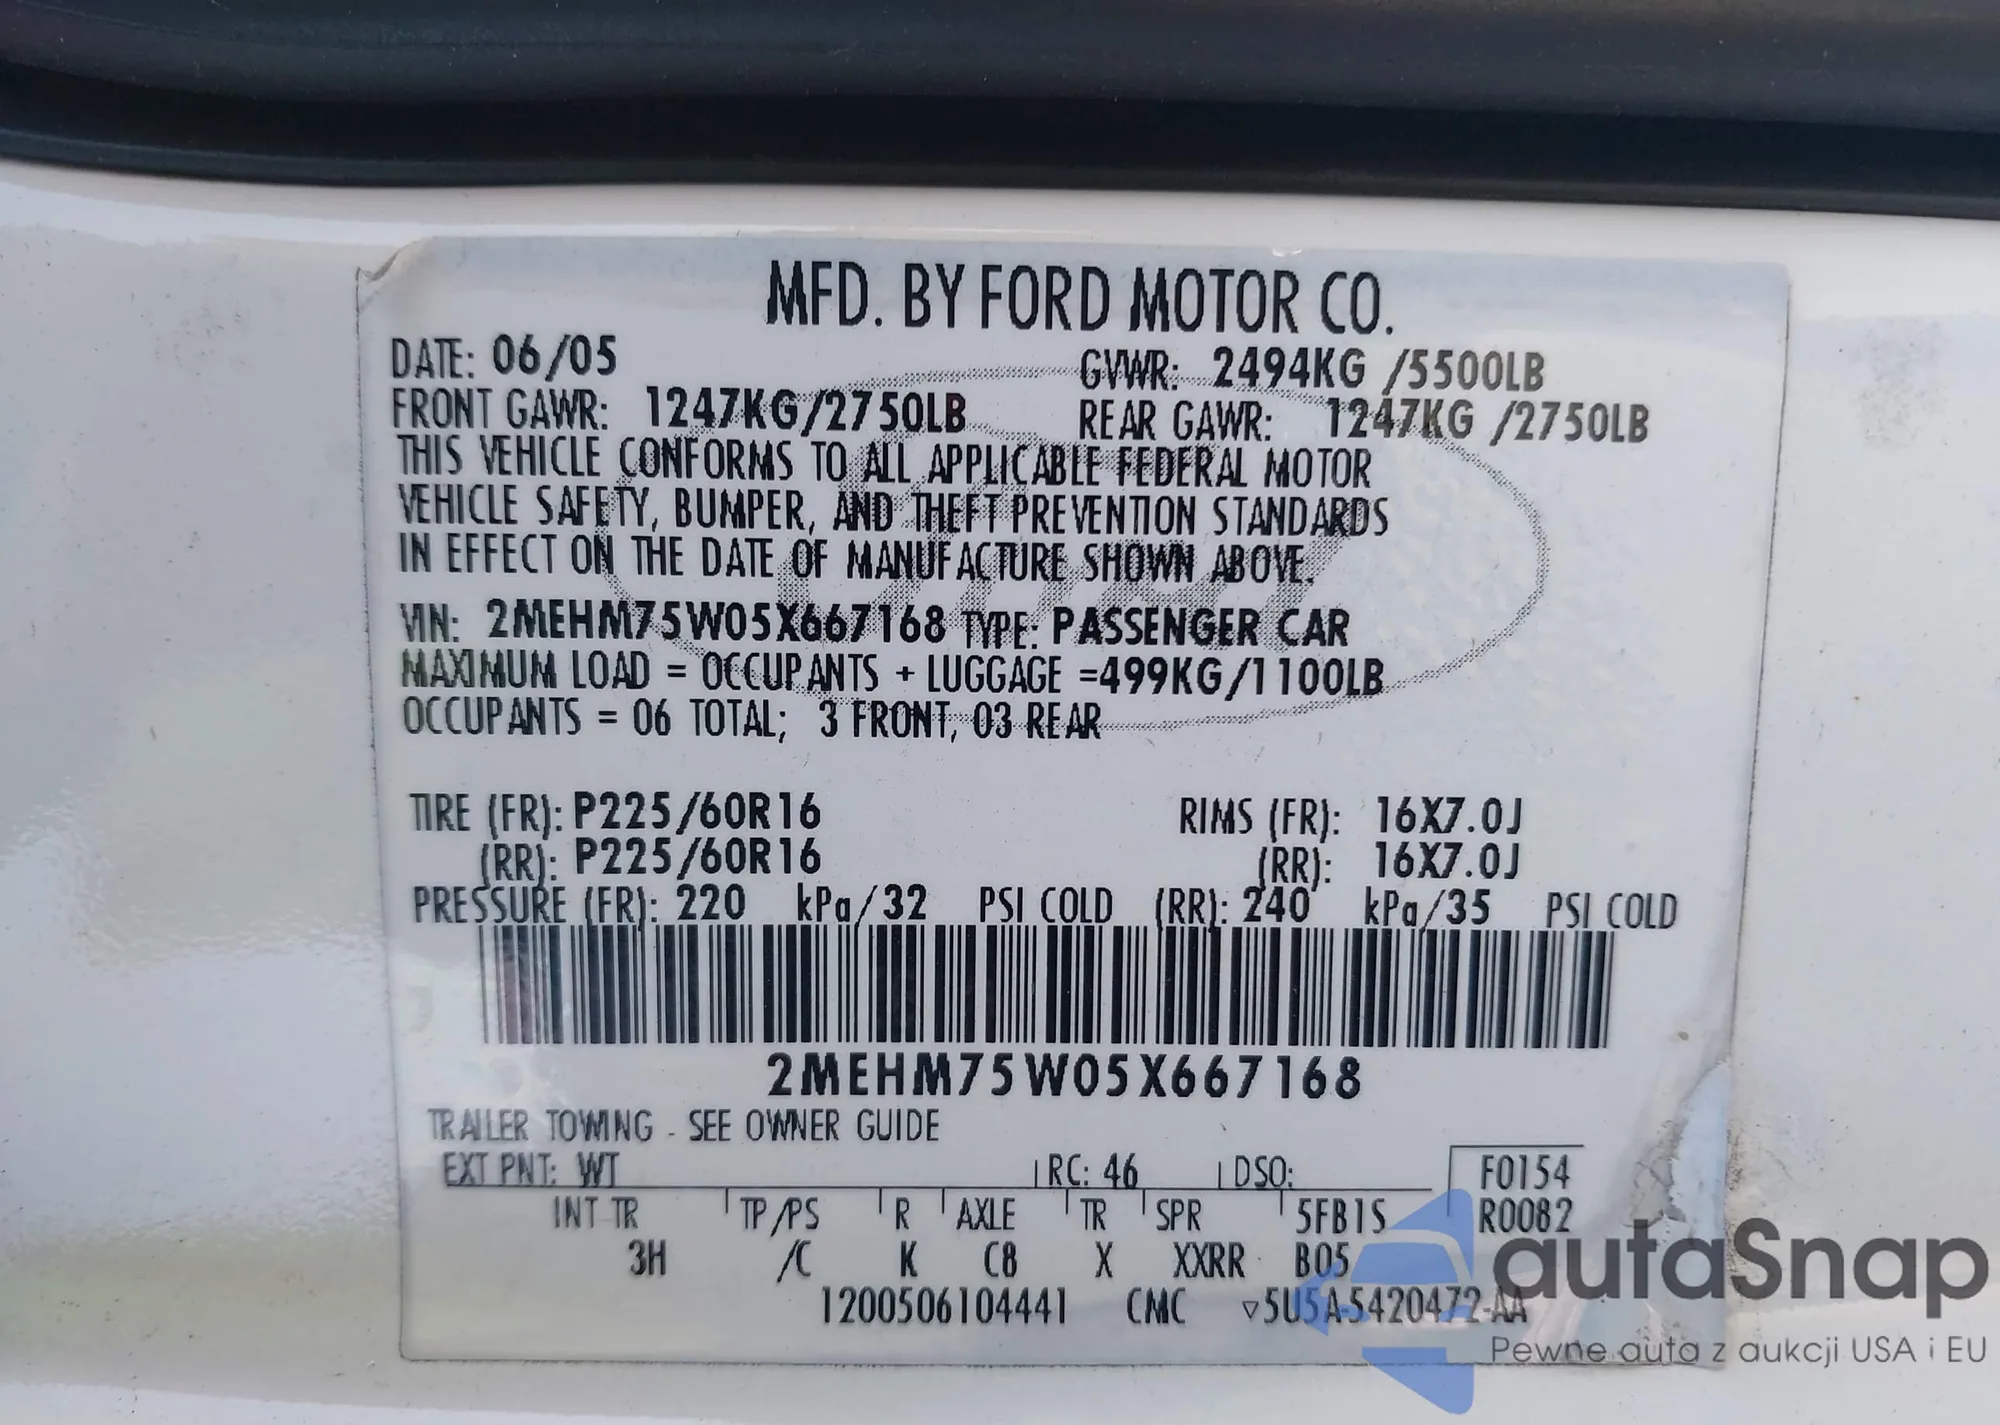 MFD. BY FORD MOTOR CO.
DATE: 06/05 GVWR: 2494KG /5500LB
FRONT GAWR: 1247KG/2750LB REAR GAWR: 1247KG /2750LB
THIS VEHICLE CONFORMS TO ALL APPLICABLE FEDERAL MOTOR
VEHICLE SAFETY, BUMPER, AND THEFT PREVENTION STANDARDS
IN EFFECT ON THE DATE OF MANUFACTURE SHOWN ABOVE.
VIN: 2MEHM75W05X667168 TYPE: PASSENGER CAR
MAXIMUM LOAD = OCCUPANTS + LUGGAGE =499KG/1100LB
OCCUPANTS = 06 TOTAL; 3 FRONT, 03 REAR
TIRE (FR): P225/60R16 RIMS (FR): 16X7.0J
(RR): P225/60R16 (RR): 16X7.0J
PRESSURE (FR): 220 kPa/32 PSI COLD (RR): 240 kPa/35 PSI COLD
2MEHM75W05X667168
TRAILER TOWING - SEE OWNER GUIDE
EXT PNT: WT RC: 46 DSO: F0154
INT TR TP/PS R AXLE TR SPR 5FB1S R0082
3H /C K C8 X XXRR B05
1200506104441 CMC ▽5U5A-5420472-AA
autaSnap
Pewne auta z aukcji USA i EU